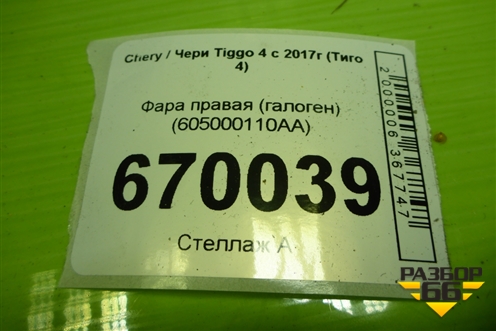 Chery / Чери Tiggo 4 с 2017г (Тиго
4)
Фара правая (галоген)
(605000110AA)
670039
Стеллаж А
2000006367747
РАЗБОР
66